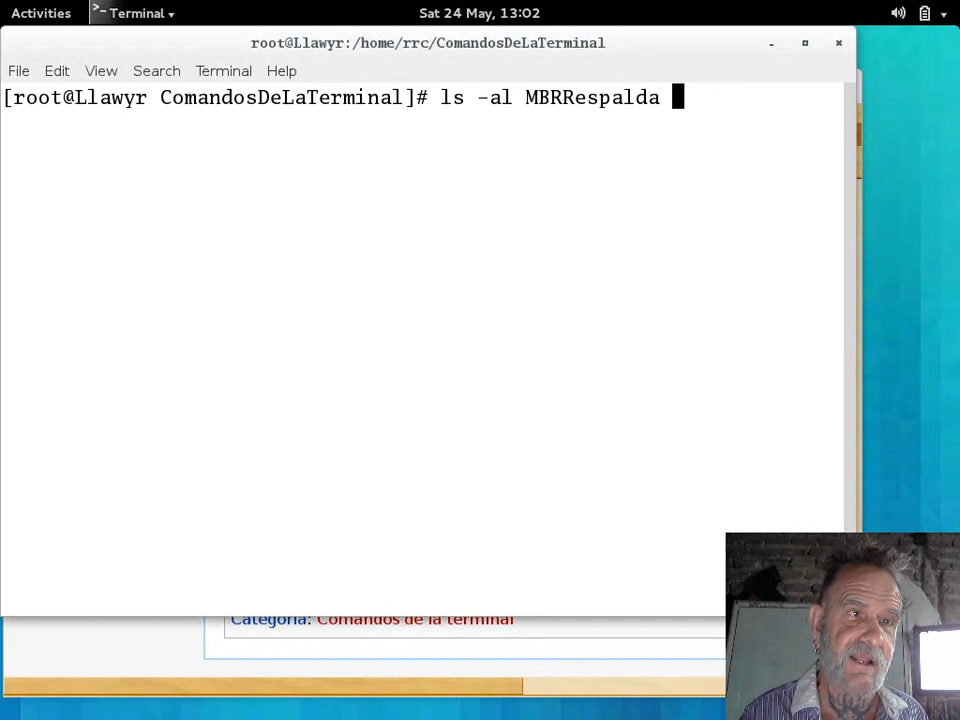 Activities
Terminal
Sat 24 May, 13:02
root@Llawyr:/home/rrc/ComandosDeLaTerminal
File Edit View Search Terminal Help
[root@Llawyr ComandosDeLaTerminal]# ls -al MBRRespalda
Categoría: Comandos de la terminal